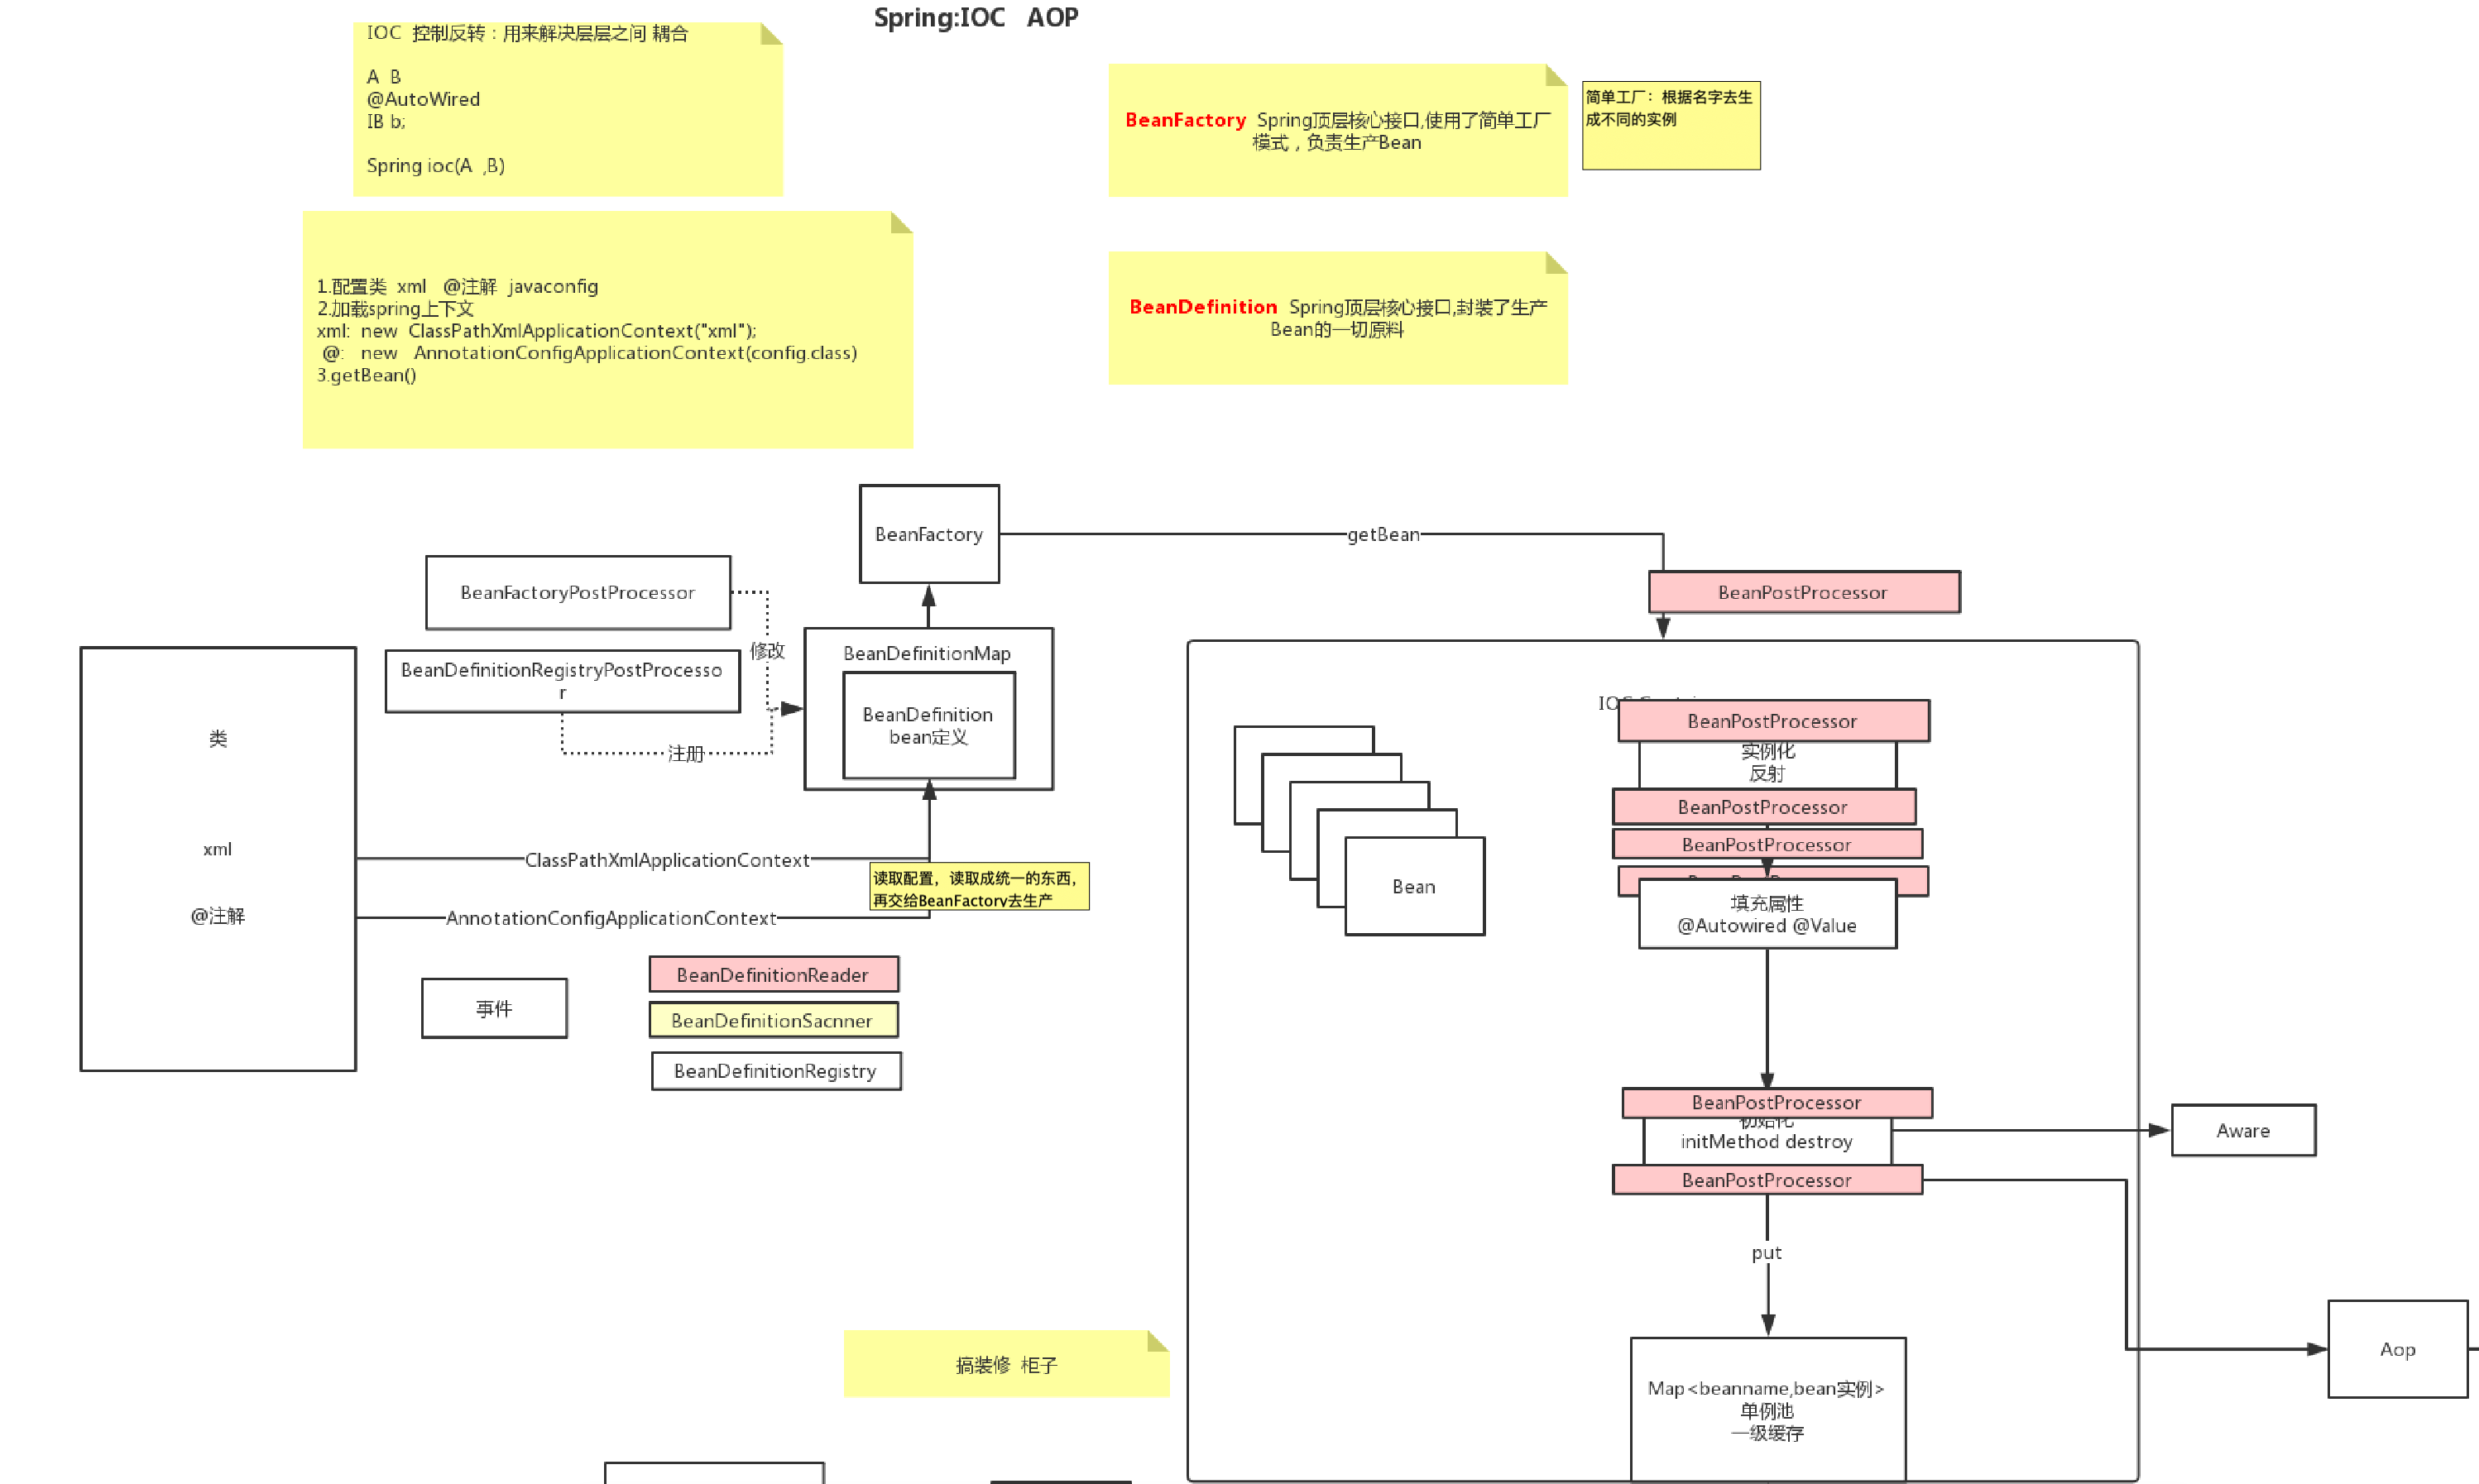 Spring:IOC   AOP
IOC  控制反转：用来解决层层之间 耦合
A  B
@AutoWired
IB b;
Spring ioc(A  ,B)
BeanFactory  Spring顶层核心接口,使用了简单工厂
模式，负责生产Bean
简单工厂：根据名字去生
成不同的实例
1.配置类  xml   @注解  javaconfig
2.加载spring上下文
xml:  new  ClassPathXmlApplicationContext("xml");
@:   new   AnnotationConfigApplicationContext(config.class)
3.getBean()
BeanDefinition  Spring顶层核心接口,封装了生产
Bean的一切原料
BeanFactory
getBean
BeanFactoryPostProcessor
BeanPostProcessor
修改
BeanDefinitionMap
BeanDefinitionRegistryPostProcesso
r
BeanDefinition
bean定义
注册
类
xml
@注解
ClassPathXmlApplicationContext
读取配置，读取成统一的东西，
再交给BeanFactory去生产
AnnotationConfigApplicationContext
事件
BeanDefinitionReader
BeanDefinitionSacnner
BeanDefinitionRegistry
BeanPostProcessor
实例化
反射
BeanPostProcessor
BeanPostProcessor
填充属性
@Autowired @Value
Bean
BeanPostProcessor
初始化
initMethod destroy
BeanPostProcessor
Aware
put
Aop
搞装修  柜子
Map<beanname,bean实例>
单例池
一级缓存